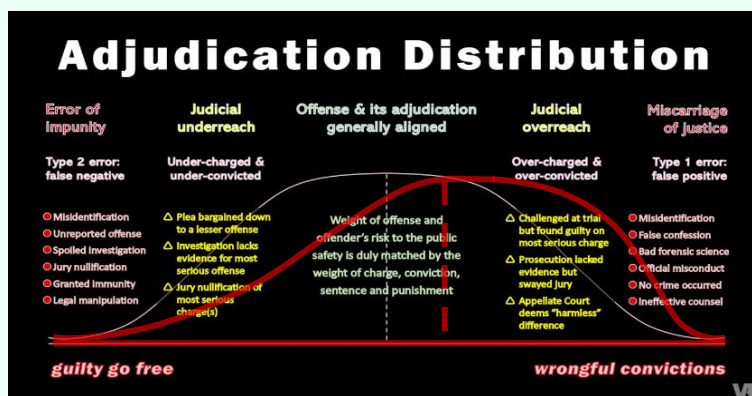 Adjudication Distribution
Error of
impunity
Judicial
underreach
Offense & its adjudication
generally aligned
Judicial
overreach
Miscarriage
of justice
Type 2 error:
false negative
Under-charged &
under-convicted
Over-charged &
over-convicted
Type 1 error:
false positive
Misidentification
Unreported offense
Spoiled investigation
Jury nullification
Granted immunity
Legal manipulation
Plea bargained down
to a lesser offense
Investigation lacks
evidence for most
serious offense
Jury nullification of
most serious
charge(s)
Weight of offense and
offender's risk to the public
safety is duly matched by the
weight of charge, conviction,
sentence and punishment
Challenged at trial
but found guilty on
most serious charge
Prosecution lacked
evidence but
swayed jury
Appellate Court
deems "harmless"
difference
Misidentification
False confession
Bad forensic science
Official misconduct
No crime occurred
Ineffective counsel
guilty go free
wrongful convictions